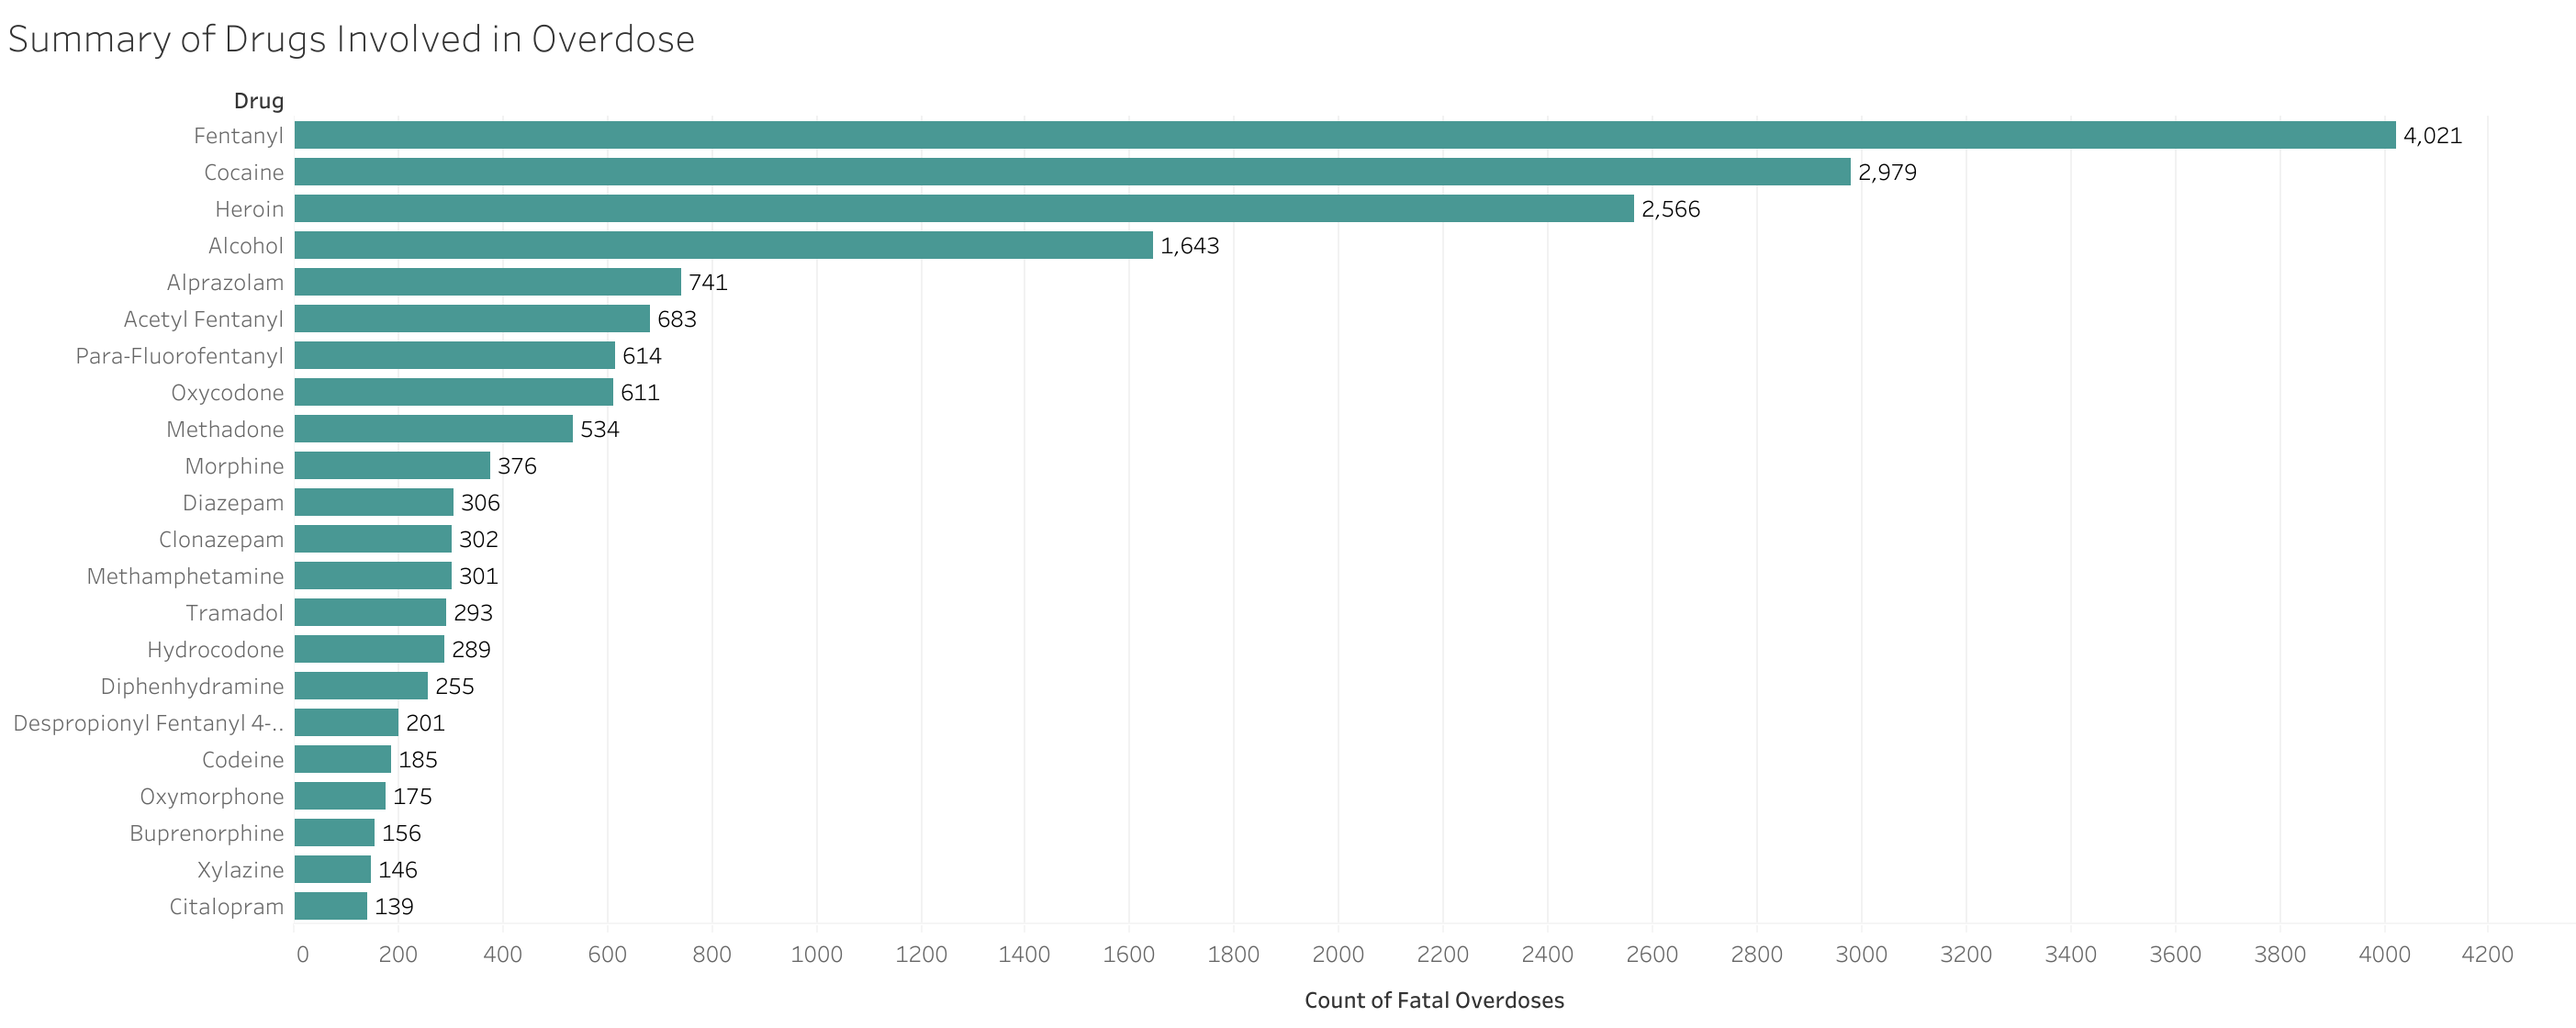 Summary of Drugs Involved in Overdose
Drug
Fentanyl 4,021
Cocaine 2,979
Heroin 2,566
Alcohol 1,643
Alprazolam 741
Acetyl Fentanyl 683
Para-Fluorofentanyl 614
Oxycodone 611
Methadone 534
Morphine 376
Diazepam 306
Clonazepam 302
Methamphetamine 301
Tramadol 293
Hydrocodone 289
Diphenhydramine 255
Despropionyl Fentanyl 4-.. 201
Codeine 185
Oxymorphone 175
Buprenorphine 156
Xylazine 146
Citalopram 139
0 200 400 600 800 1000 1200 1400 1600 1800 2000 2200 2400 2600 2800 3000 3200 3400 3600 3800 4000 4200
Count of Fatal Overdoses